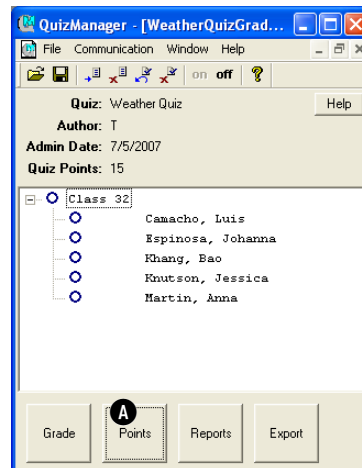 QuizManager - [WeatherQuizGrad...
File Communication Window Help
on off
Quiz: Weather Quiz
Help
Author: T
Admin Date: 7/5/2007
Quiz Points: 15
Class 32
Camacho, Luis
Espinosa, Johanna
Khang, Bao
Knutson, Jessica
Martin, Anna
A
Grade Points Reports Export